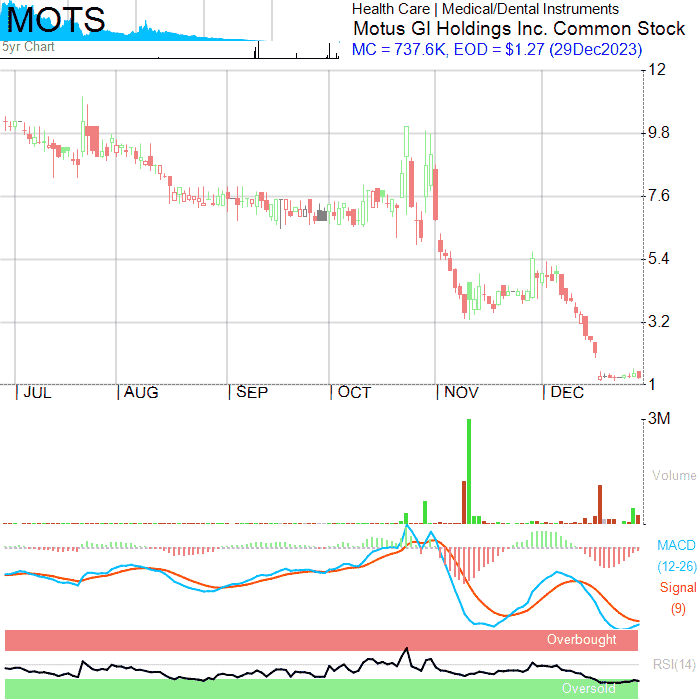 MOTS
5yr Chart
Health Care | Medical/Dental Instruments
Motus GI Holdings Inc. Common Stock
MC = 737.6K, EOD = $1.27 (29Dec2023)
12
9.8
7.6
5.4
3.2
1
JUL AUG SEP OCT NOV DEC
3M
Volume
MACD
(12-26)
Signal
(9)
Overbought
RSI(14)
Oversold